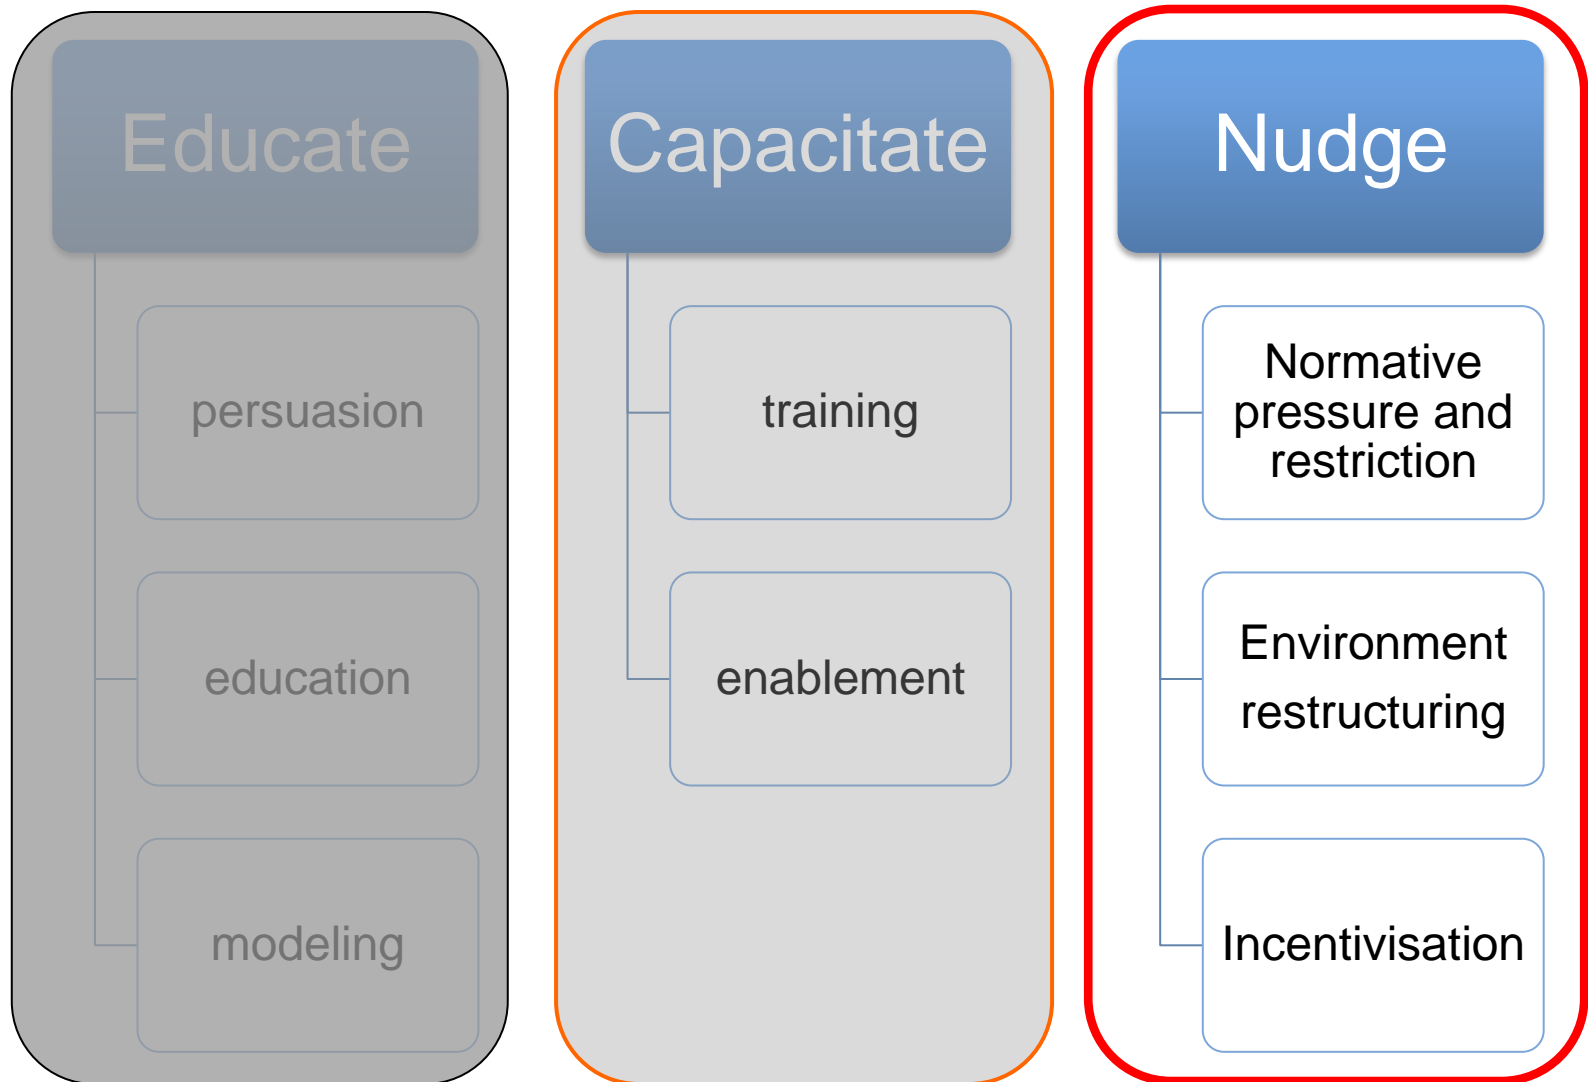 Educate
persuasion
education
modeling
Capacitate
training
enablement
Nudge
Normative
pressure and
restriction
Environment
restructuring
Incentivisation